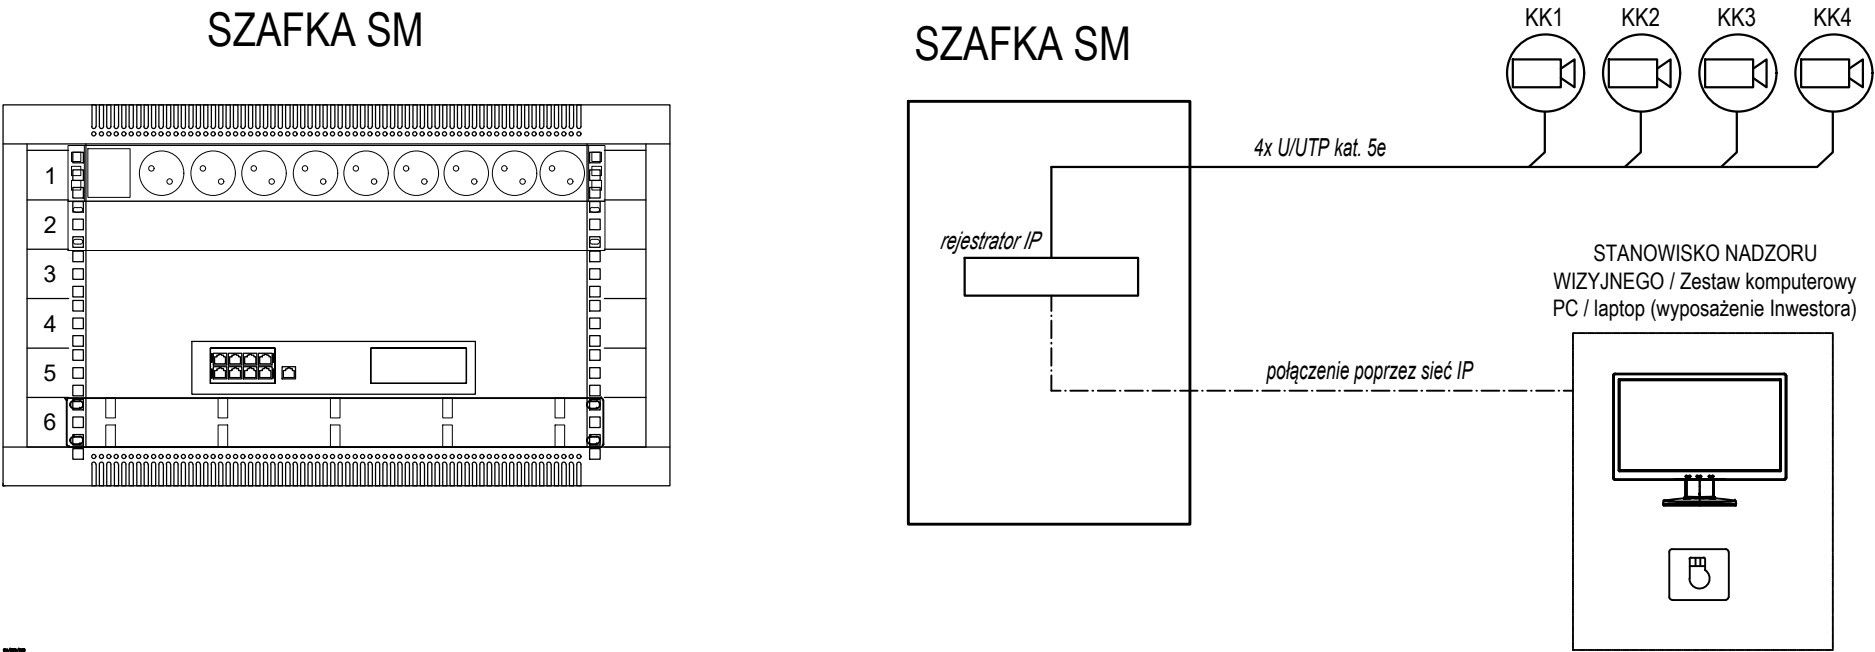 SZAFKA SM
1
2
3
4
5
6
SZAFKA SM
KK1
KK2
KK3
KK4
4x U/UTP kat. 5e
rejestrator IP
STANOWISKO NADZORU
WIZYJNEGO / Zestaw komputerowy
PC / laptop (wyposażenie Inwestora)
połączenie poprzez sieć IP